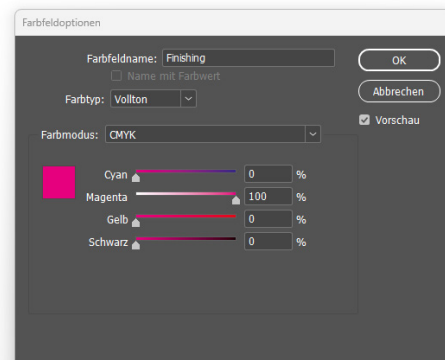 Farbfeldoptionen
Farbfeldname: Finishing
Name mit Farbwert
Farbtyp: Vollton
Farbmodus: CMYK
Cyan 0 %
Magenta 100 %
Gelb 0 %
Schwarz 0 %
OK
Abbrechen
Vorschau